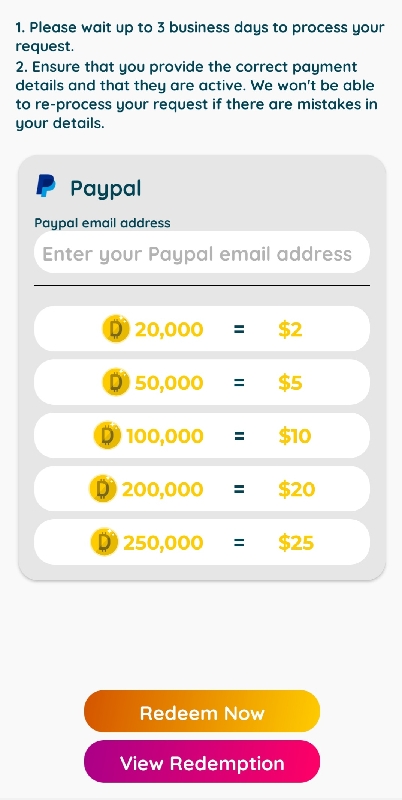 1. Please wait up to 3 business days to process your
request.
2. Ensure that you provide the correct payment
details and that they are active. We won't be able
to re-process your request if there are mistakes in
your details.
Paypal
Paypal email address
Enter your Paypal email address
D 20,000 = $2
D 50,000 = $5
D 100,000 = $10
D 200,000 = $20
D 250,000 = $25
Redeem Now
View Redemption